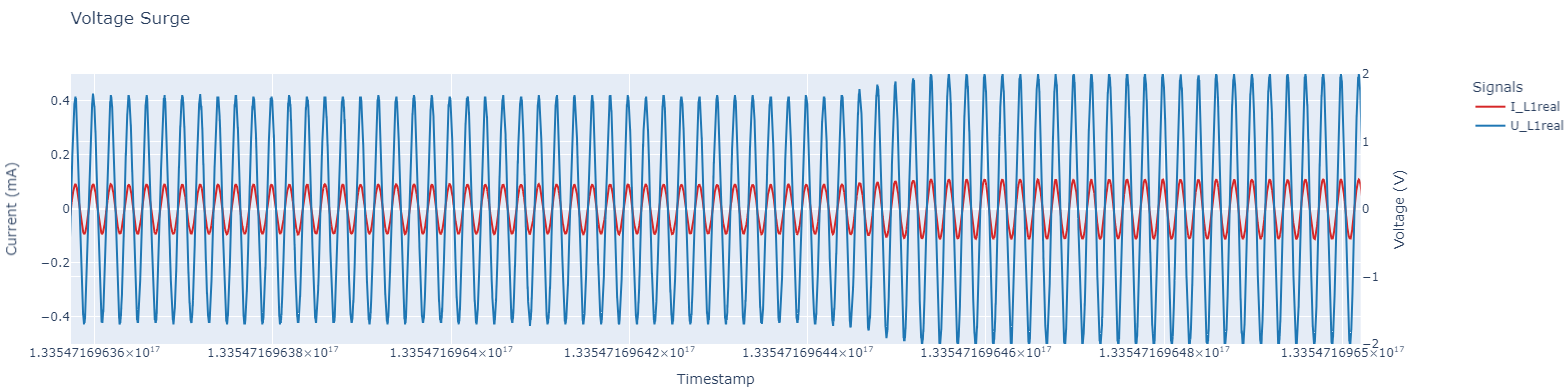 Voltage Surge
Signals
I_L1real
U_L1real
Current (mA)
0.4
0.2
0
−0.2
−0.4
2
1
0
−1
−2
Voltage (V)
1.33547169636×10¹⁷
1.33547169638×10¹⁷
1.3354716964×10¹⁷
1.33547169642×10¹⁷
1.33547169644×10¹⁷
1.33547169646×10¹⁷
1.33547169648×10¹⁷
1.3354716965×10¹⁷
Timestamp